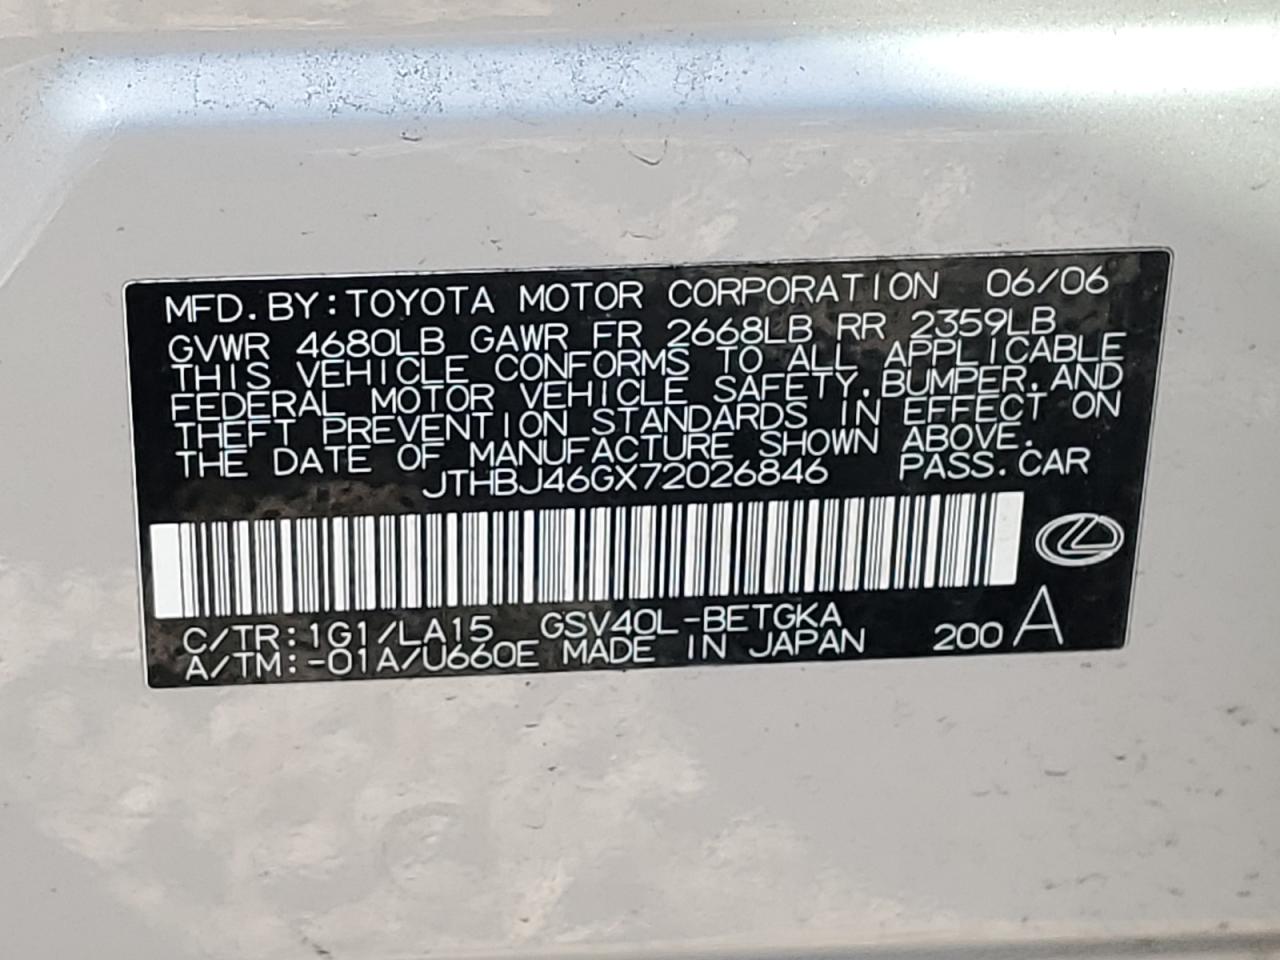 MFD.BY:TOYOTA MOTOR CORPORATION 06/06
GVWR 4680LB GAWR FR 2668LB RR 2359LB
THIS VEHICLE CONFORMS TO ALL APPLICABLE
FEDERAL MOTOR VEHICLE SAFETY,BUMPER,AND
THEFT PREVENTION STANDARDS IN EFFECT ON
THE DATE OF MANUFACTURE SHOWN ABOVE.
JTHBJ46GX72026846 PASS.CAR
C/TR:1G1/LA15 GSV40L-BETGKA
A/TM:-01A/U660E MADE IN JAPAN 200 A